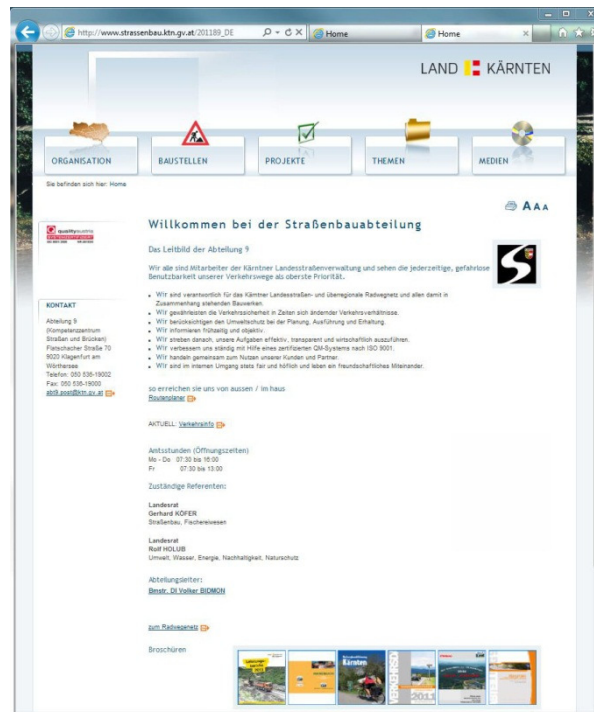 http://www.strassenbau.ktn.gv.at/201189_DE
Home
Home
LAND KÄRNTEN
ORGANISATION
BAUSTELLEN
PROJEKTE
THEMEN
MEDIEN
Sie befinden sich hier: Home
A A A
qualityaustria
Willkommen bei der Straßenbauabteilung
Das Leitbild der Abteilung 9
Wir alle sind Mitarbeiter der Kärntner Landesstraßenverwaltung und sehen die jederzeitige, gefahrlose
Benutzbarkeit unserer Verkehrswege als oberste Priorität.
Wir sind verantwortlich für das Kärntner Landesstraßen- und überregionale Radwegnetz und allen damit in
Zusammenhang stehenden Bauwerken.
Wir gewährleisten die Verkehrssicherheit in Zeiten sich ändernder Verkehrsverhältnisse.
Wir berücksichtigen den Umweltschutz bei der Planung, Ausführung und Erhaltung.
Wir informieren frühzeitig und objektiv.
Wir streben danach, unsere Aufgaben effektiv, transparent und wirtschaftlich auszuführen.
Wir verbessern uns ständig mit Hilfe eines zertifizierten QM-Systems nach ISO 9001.
Wir handeln gemeinsam zum Nutzen unserer Kunden und Partner.
Wir sind im internen Umgang stets fair und höflich und leben ein freundschaftliches Miteinander.
KONTAKT
Abteilung 9
(Kompetenzzentrum
Straßen und Brücken)
Flatschacher Straße 70
9020 Klagenfurt am
Wörthersee
Telefon: 050 536-19002
Fax: 050 536-19000
abt9.post@ktn.gv.at
so erreichen sie uns von aussen / im haus
Routenplaner
AKTUELL: Verkehrsinfo
Amtsstunden (Öffnungszeiten)
Mo - Do 07:30 bis 16:00
Fr 07:30 bis 13:00
Zuständige Referenten:
Landesrat
Gerhard KÖFER
Straßenbau, Fischereiwesen
Landesrat
Rolf HOLUB
Umwelt, Wasser, Energie, Nachhaltigkeit, Naturschutz
Abteilungsleiter:
Bmstr. DI Volker BIDMON
zum Radwegenetz
Broschüren
Kärnten
VERKEHRSD
2011